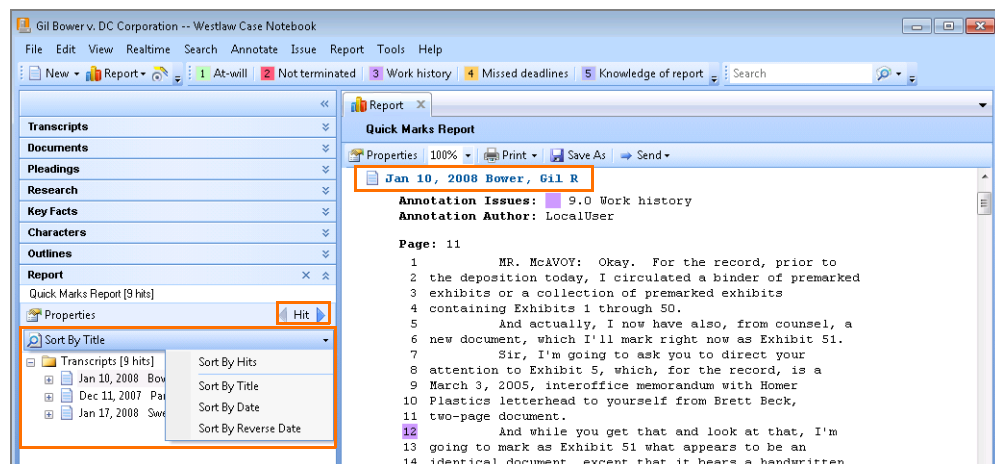 Gil Bower v. DC Corporation -- Westlaw Case Notebook
File Edit View Realtime Search Annotate Issue Report Tools Help
New Report 1 At-will 2 Not terminated 3 Work history 4 Missed deadlines 5 Knowledge of report Search
Transcripts
Documents
Pleadings
Research
Key Facts
Characters
Outlines
Report
Quick Marks Report [9 hits]
Properties Hit
Sort By Title
Transcripts [9 hits]
Jan 10, 2008 Bow
Dec 11, 2007 Pa
Jan 17, 2008 Swe
Sort By Hits
Sort By Title
Sort By Date
Sort By Reverse Date
Report
Quick Marks Report
Properties 100% Print Save As Send
Jan 10, 2008 Bower, Gil R
Annotation Issues: 9.0 Work history
Annotation Author: LocalUser
Page: 11
1 MR. McAVOY: Okay. For the record, prior to
2 the deposition today, I circulated a binder of premarked
3 exhibits or a collection of premarked exhibits
4 containing Exhibits 1 through 50.
5 And actually, I now have also, from counsel, a
6 new document, which I'll mark right now as Exhibit 51.
7 Sir, I'm going to ask you to direct your
8 attention to Exhibit 5, which, for the record, is a
9 March 3, 2005, interoffice memorandum with Homer
10 Plastics letterhead to yourself from Brett Beck,
11 two-page document.
12 And while you get that and look at that, I'm
13 going to mark as Exhibit 51 what appears to be an
14 identical document, except that it bears a handwritten